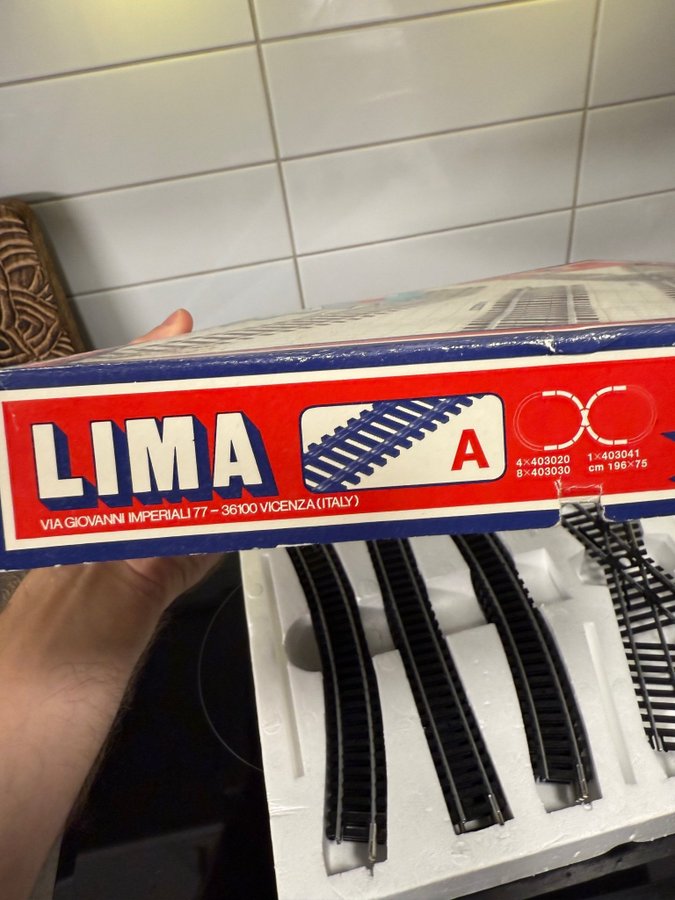 LIMA
A
4×403020 1×403041
8×403030 cm 196×75
VIA GIOVANNI IMPERIALI 77 – 36100 VICENZA (ITALY)